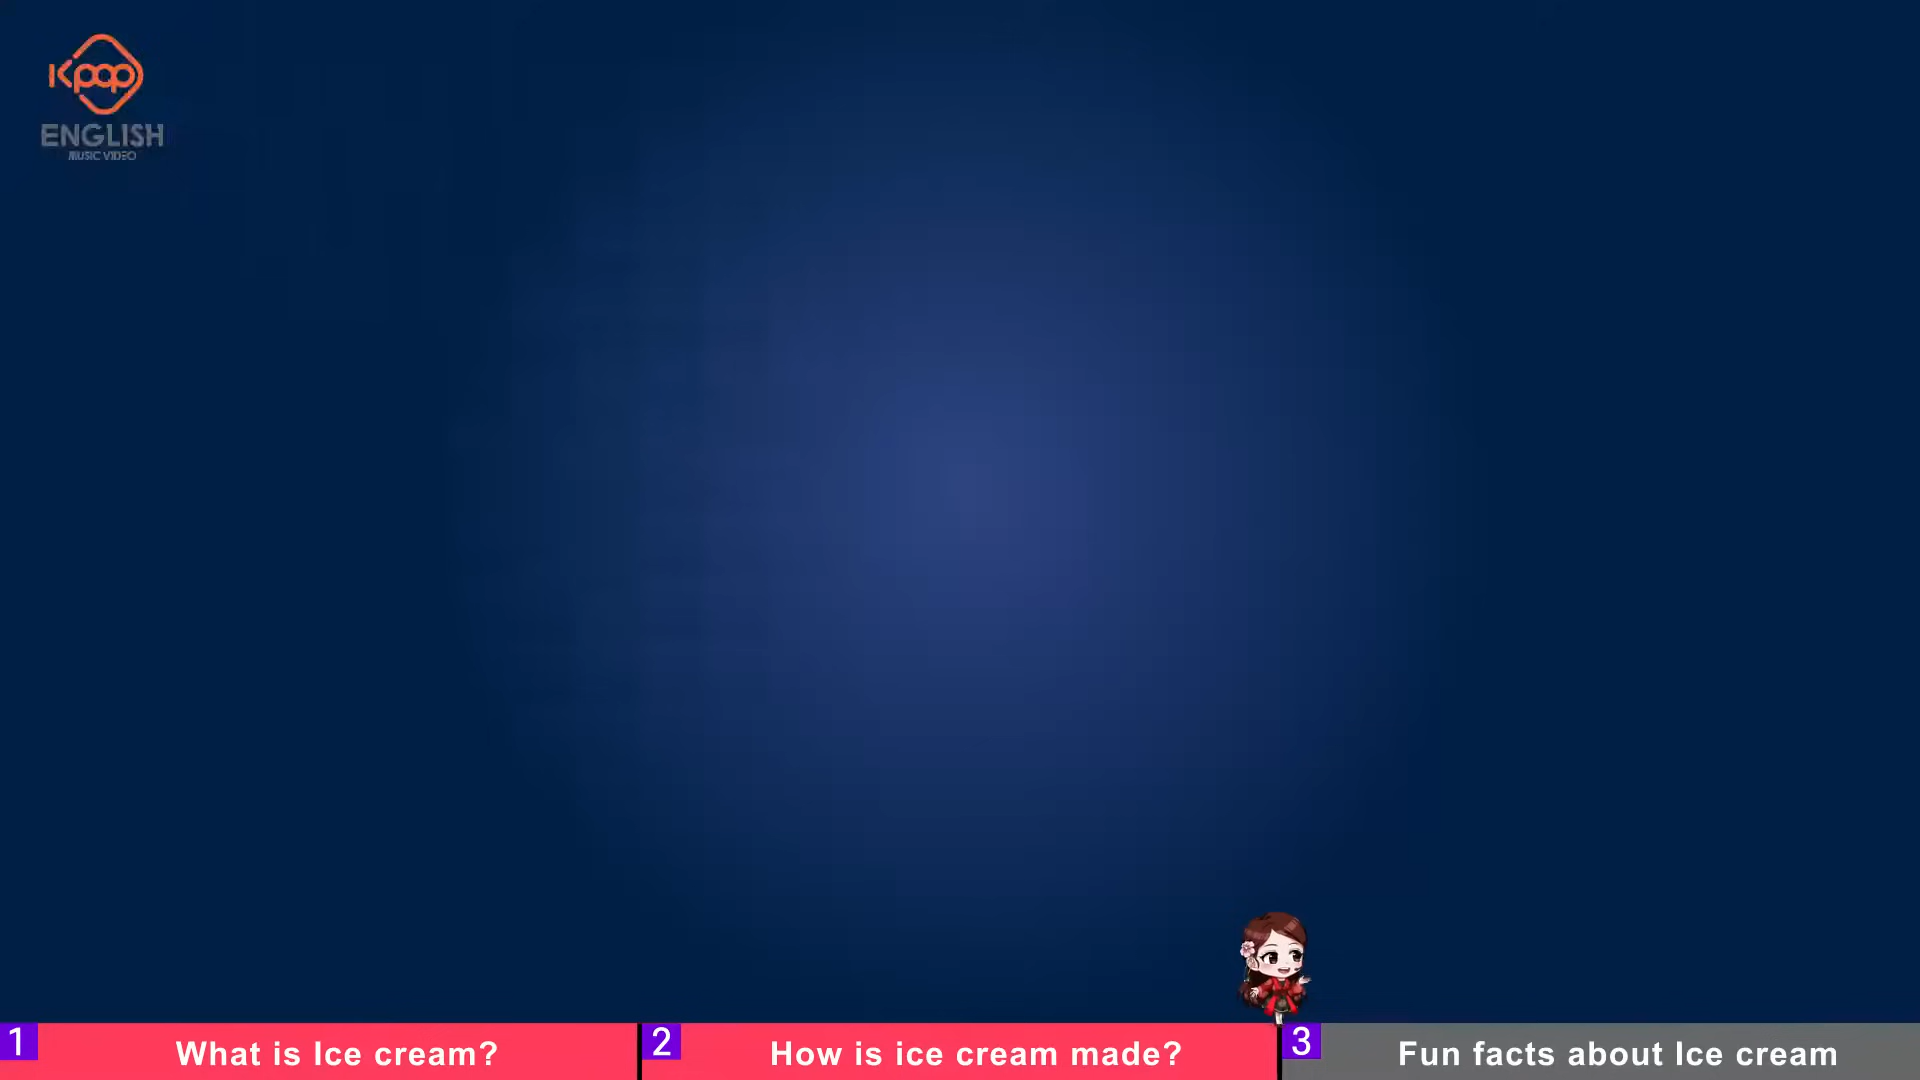 Kpop
ENGLISH
MUSIC VIDEO
1 What is Ice cream?
2 How is ice cream made?
3 Fun facts about Ice cream